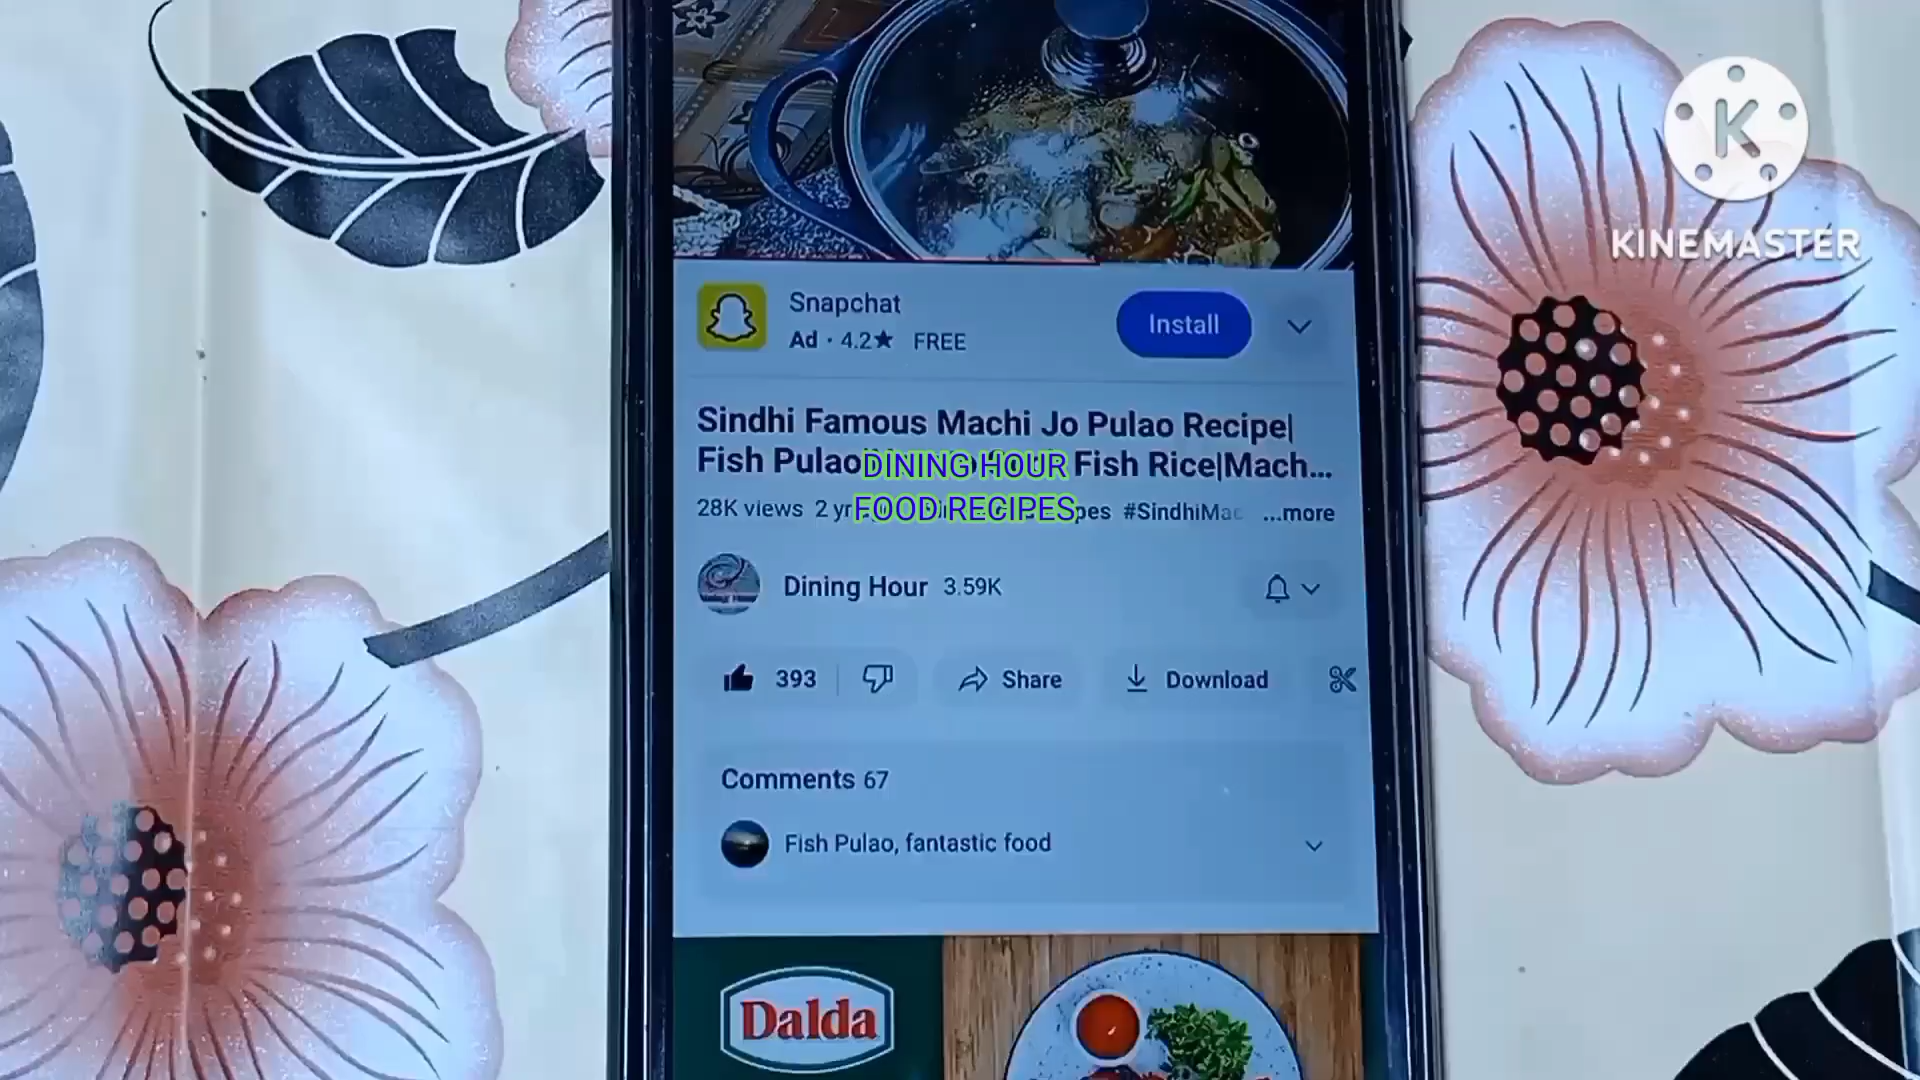 K
KINEMASTER
Snapchat
Ad · 4.2★ FREE
Install
Sindhi Famous Machi Jo Pulao Recipe|
Fish Pulao
Fish Rice|Mach...
DINING HOUR
FOOD RECIPES
28K views 2 yr
#SindhiMac ...more
Dining Hour 3.59K
393 Share Download
Comments 67
Fish Pulao, fantastic food
Dalda